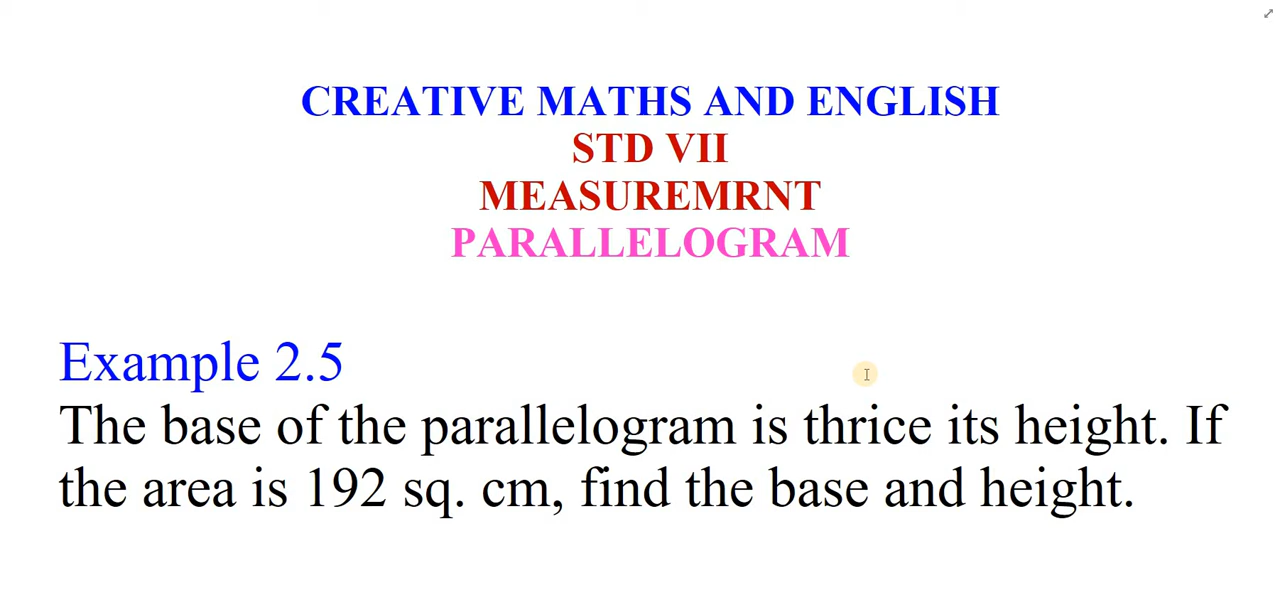 CREATIVE MATHS AND ENGLISH
STD VII
MEASUREMRNT
PARALLELOGRAM
Example 2.5
The base of the parallelogram is thrice its height. If
the area is 192 sq. cm, find the base and height.